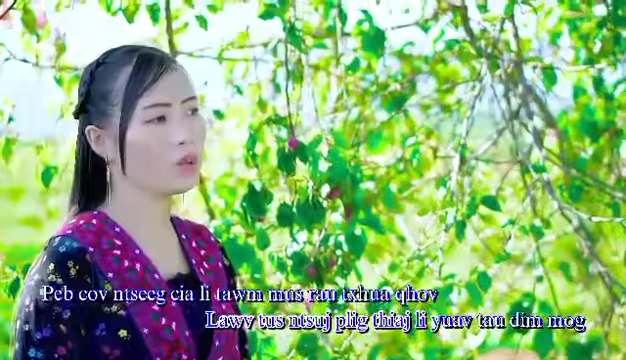 Peb cov ntseeg cia li tawm mus rau txhua qhov
Lawv tus ntsuj plig thiaj li yuav tau dim mog